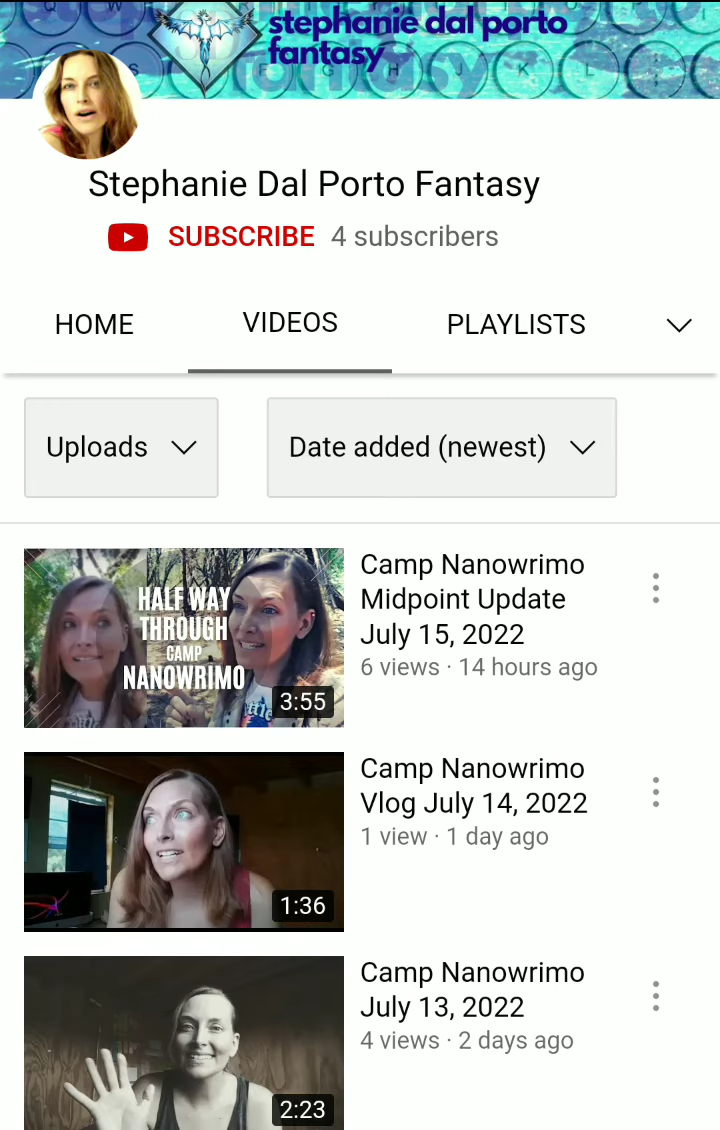 stephanie dal porto
fantasy
Stephanie Dal Porto Fantasy
SUBSCRIBE 4 subscribers
HOME VIDEOS PLAYLISTS
Uploads Date added (newest)
HALF WAY
THROUGH
CAMP
NANOWRIMO
3:55
Camp Nanowrimo
Midpoint Update
July 15, 2022
6 views · 14 hours ago
1:36
Camp Nanowrimo
Vlog July 14, 2022
1 view · 1 day ago
2:23
Camp Nanowrimo
July 13, 2022
4 views · 2 days ago